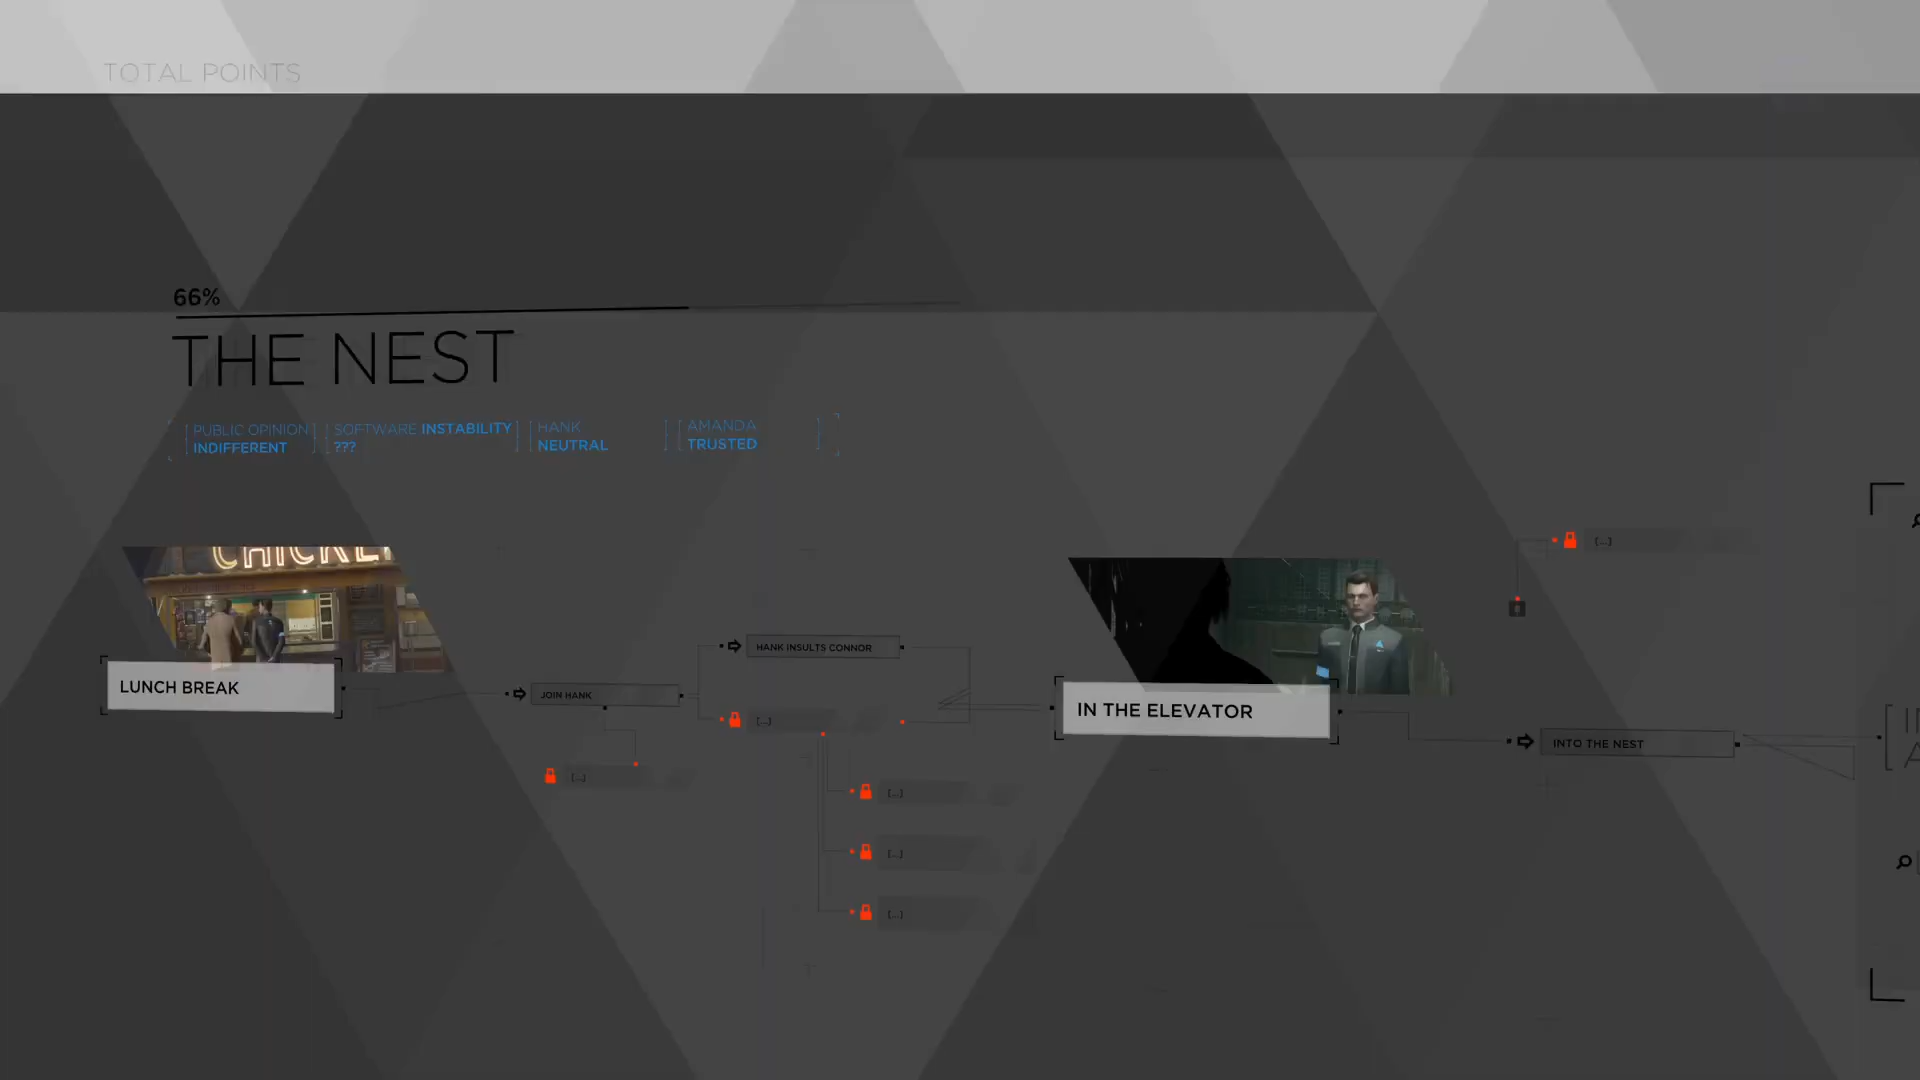 TOTAL POINTS
66%
THE NEST
PUBLIC OPINION
INDIFFERENT
SOFTWARE INSTABILITY
???
HANK
NEUTRAL
AMANDA
TRUSTED
[...]
HANK INSULTS CONNOR
LUNCH BREAK
JOIN HANK
[...]
IN THE ELEVATOR
INTO THE NEST
[...]
[...]
[...]
[...]